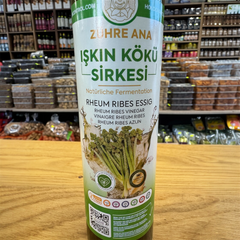 ZÜHRE ANA
IŞKIN KÖKÜ
SİRKESİ
Natürliche Fermentation
RHEUM RIBES ESSIG
RHEUM RIBES VINEGAR
VINAIGRE RHEUM RIBES
RHEUM RIBES AZIJN